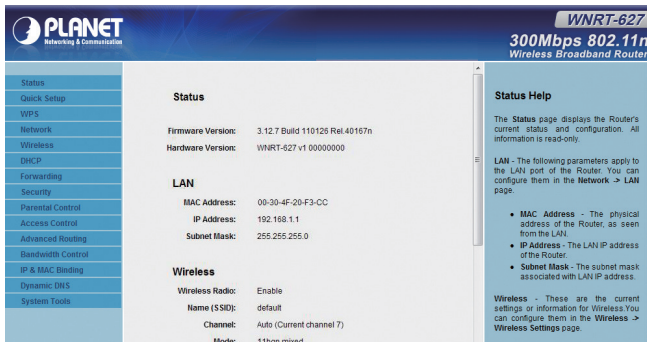 PLANET
Networking & Communication
WNRT-627
300Mbps 802.11n
Wireless Broadband Router
Status
Quick Setup
WPS
Network
Wireless
DHCP
Forwarding
Security
Parental Control
Access Control
Advanced Routing
Bandwidth Control
IP & MAC Binding
Dynamic DNS
System Tools
Status
Firmware Version: 3.12.7 Build 110126 Rel.40167n
Hardware Version: WNRT-627 v1 00000000
LAN
MAC Address: 00-30-4F-20-F3-CC
IP Address: 192.168.1.1
Subnet Mask: 255.255.255.0
Wireless
Wireless Radio: Enable
Name (SSID): default
Channel: Auto (Current channel 7)
Mode: 11bgn mixed
Status Help
The Status page displays the Router's
current status and configuration. All
information is read-only.
LAN - The following parameters apply to
the LAN port of the Router. You can
configure them in the Network -> LAN
page.
• MAC Address - The physical
address of the Router, as seen
from the LAN.
• IP Address - The LAN IP address
of the Router.
• Subnet Mask - The subnet mask
associated with LAN IP address.
Wireless - These are the current
settings or information for Wireless.You
can configure them in the Wireless ->
Wireless Settings page.